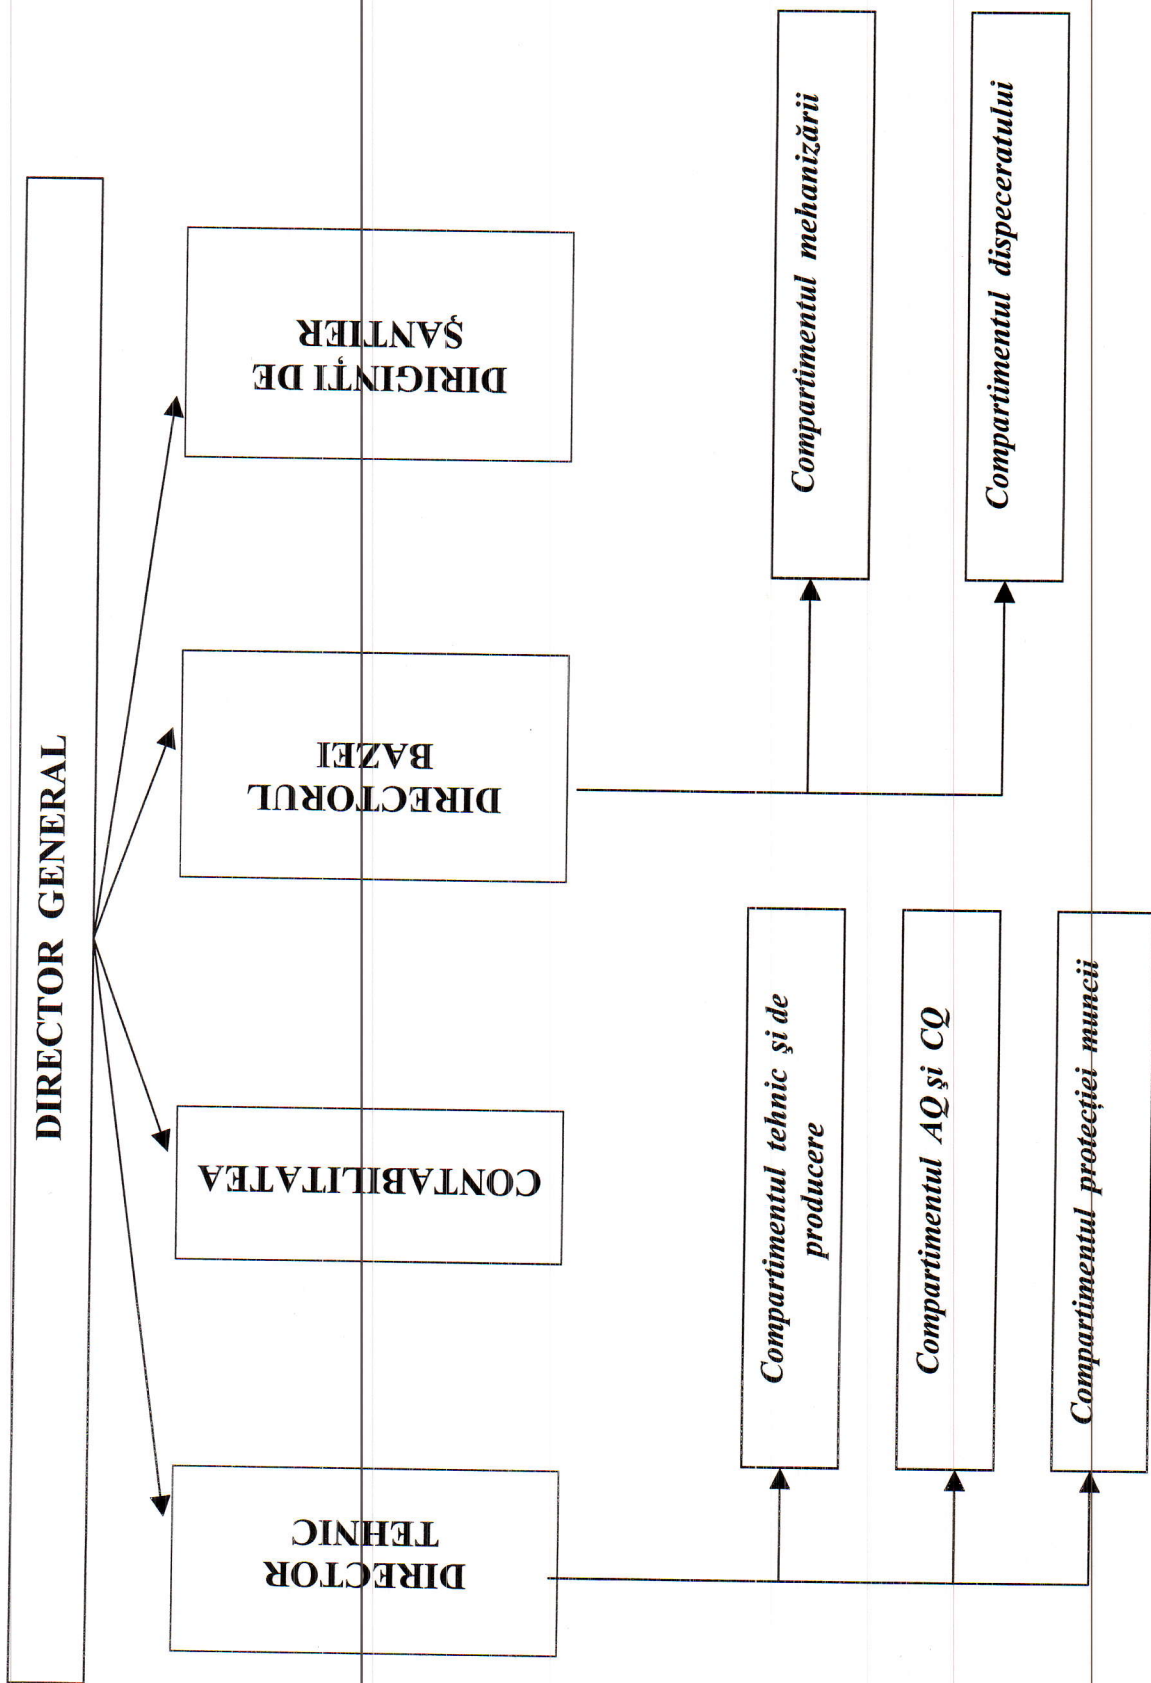 DIRECTOR GENERAL
DIRECTOR
TEHNIC
CONTABILITATEA
DIRECTORUL
BAZEI
DIRIGINŢI DE
ŞANTIER
Compartimentul tehnic şi de
producere
Compartimentul AQ şi CQ
Compartimentul protecţiei muncii
Compartimentul mehanizării
Compartimentul dispeceratului